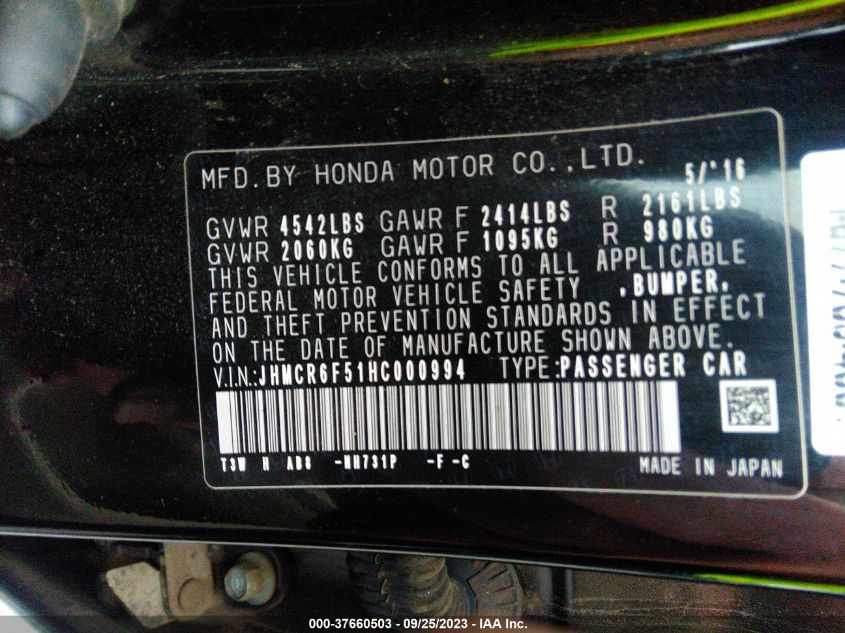 MFD. BY HONDA MOTOR CO., LTD. 5/'16
GVWR 4542LBS GAWR F 2414LBS R 2161LBS
GVWR 2060KG GAWR F 1095KG R 980KG
THIS VEHICLE CONFORMS TO ALL APPLICABLE
FEDERAL MOTOR VEHICLE SAFETY ,BUMPER,
AND THEFT PREVENTION STANDARDS IN EFFECT
ON THE DATE OF MANUFACTURE SHOWN ABOVE.
V.I.N.:JHMCR6F51HC000994 TYPE:PASSENGER CAR
T3W H AB8 -NH731P -F -C MADE IN JAPAN
000-37660503 — 09/25/2023 — IAA Inc.